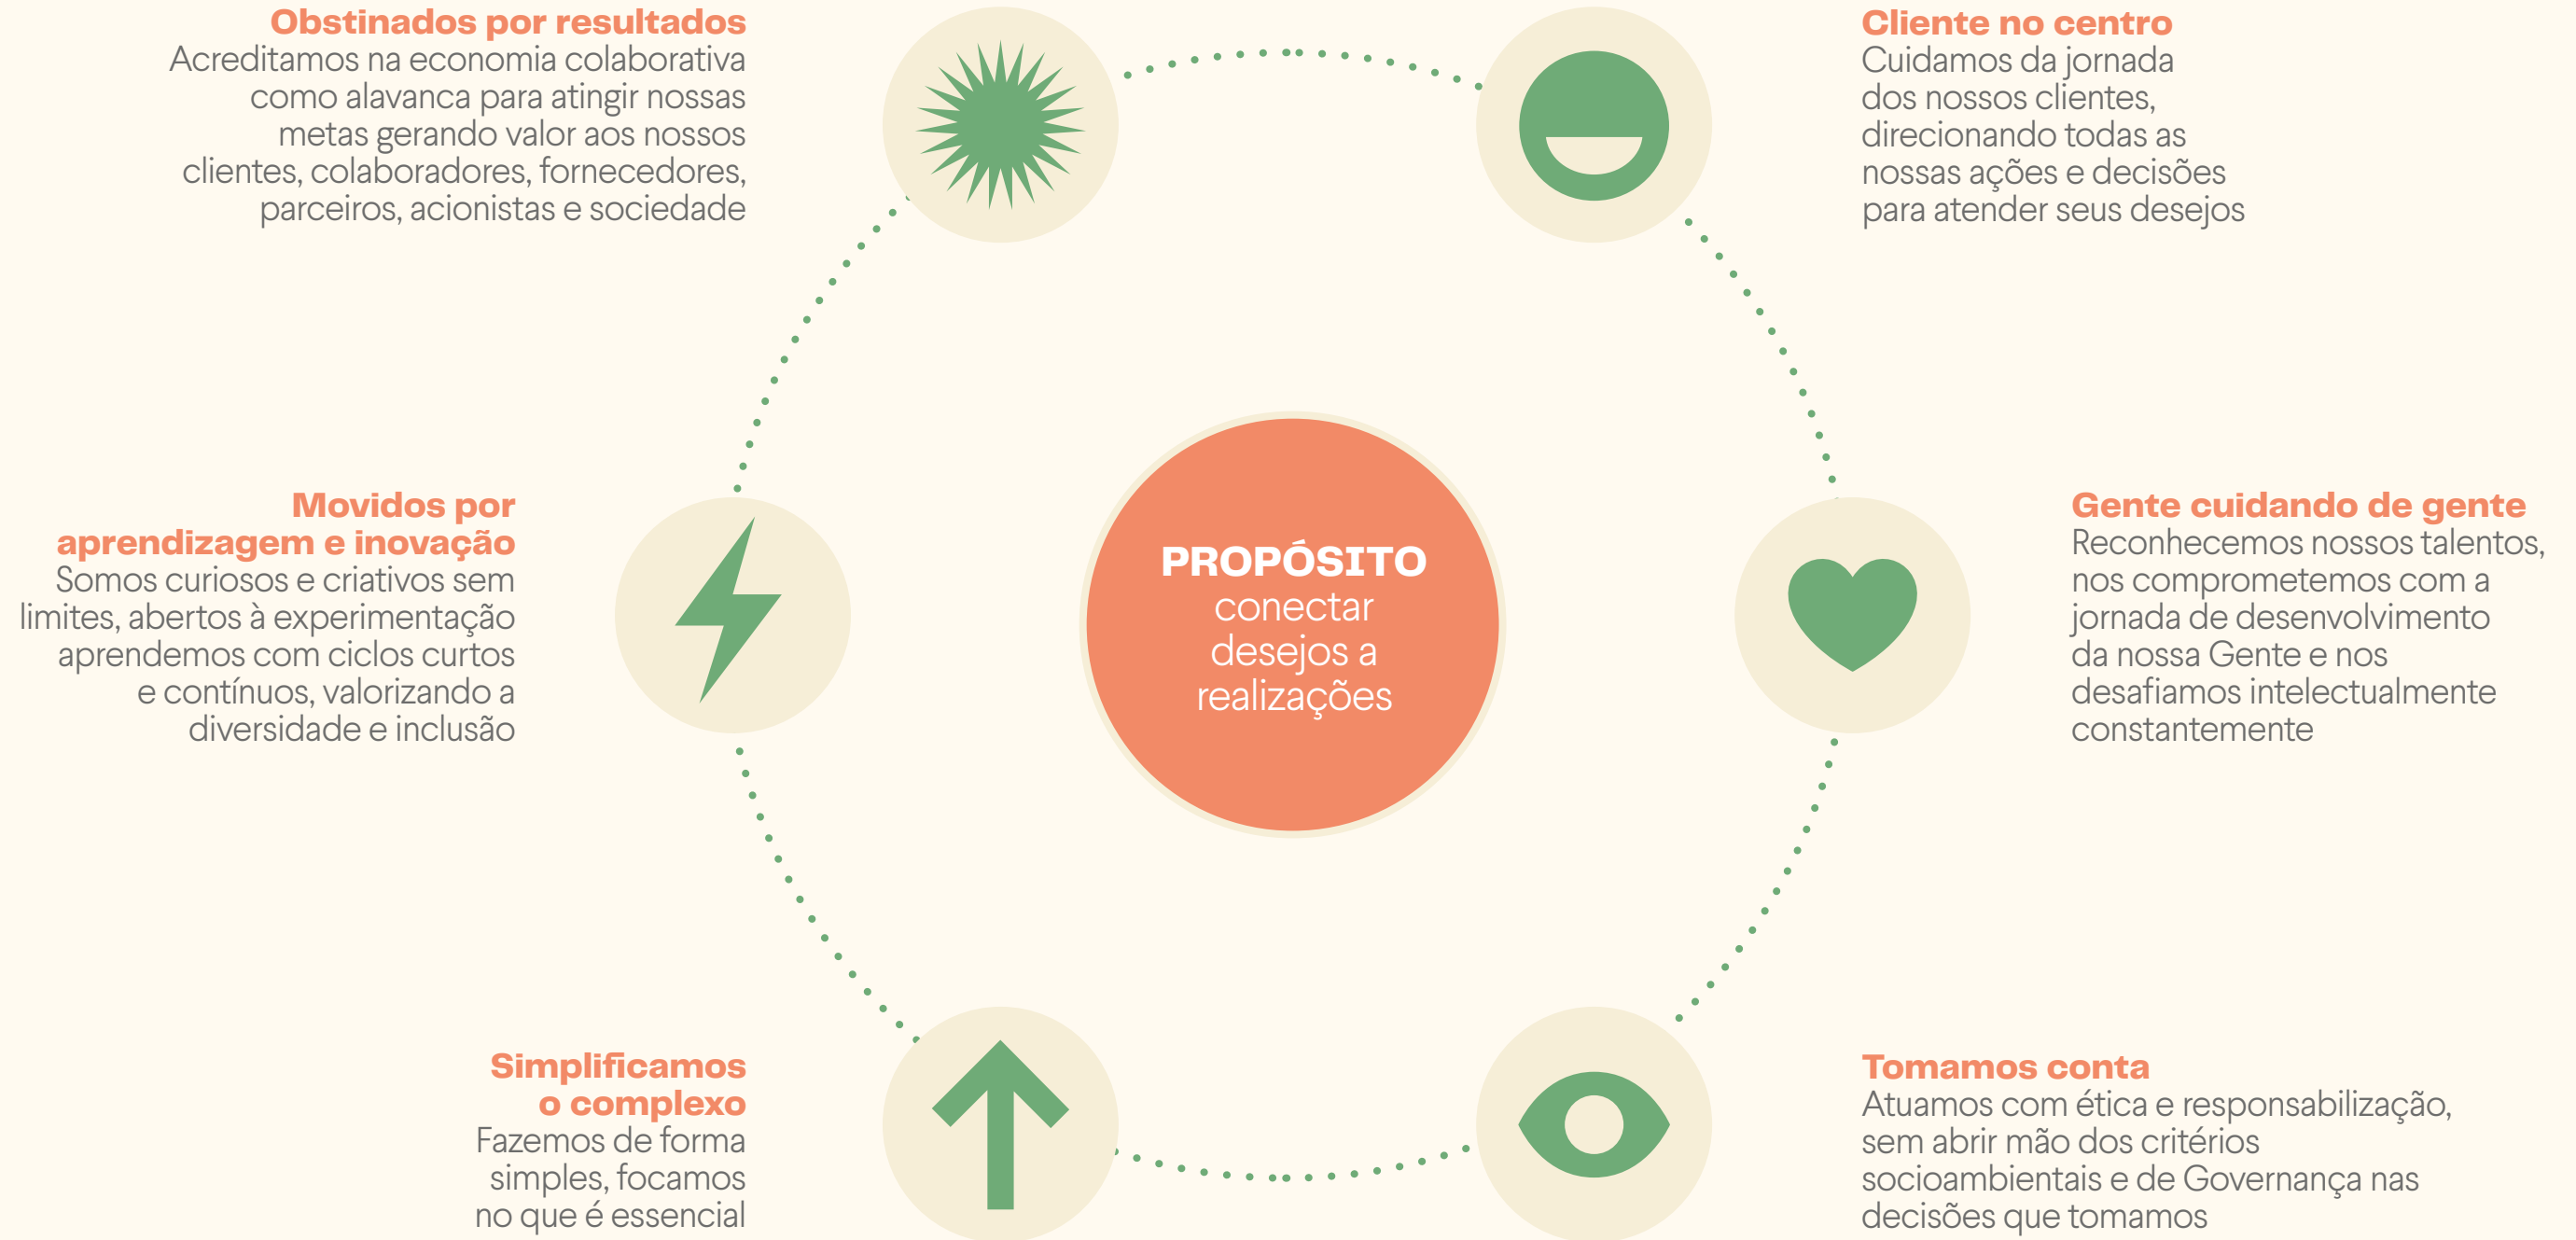 Obstinados por resultados
Acreditamos na economia colaborativa
como alavanca para atingir nossas
metas gerando valor aos nossos
clientes, colaboradores, fornecedores,
parceiros, acionistas e sociedade
Cliente no centro
Cuidamos da jornada
dos nossos clientes,
direcionando todas as
nossas ações e decisões
para atender seus desejos
Movidos por
aprendizagem e inovação
Somos curiosos e criativos sem
limites, abertos à experimentação
aprendemos com ciclos curtos
e contínuos, valorizando a
diversidade e inclusão
PROPÓSITO
conectar
desejos a
realizações
Gente cuidando de gente
Reconhecemos nossos talentos,
nos comprometemos com a
jornada de desenvolvimento
da nossa Gente e nos
desafiamos intelectualmente
constantemente
Simplificamos
o complexo
Fazemos de forma
simples, focamos
no que é essencial
Tomamos conta
Atuamos com ética e responsabilização,
sem abrir mão dos critérios
socioambientais e de Governança nas
decisões que tomamos